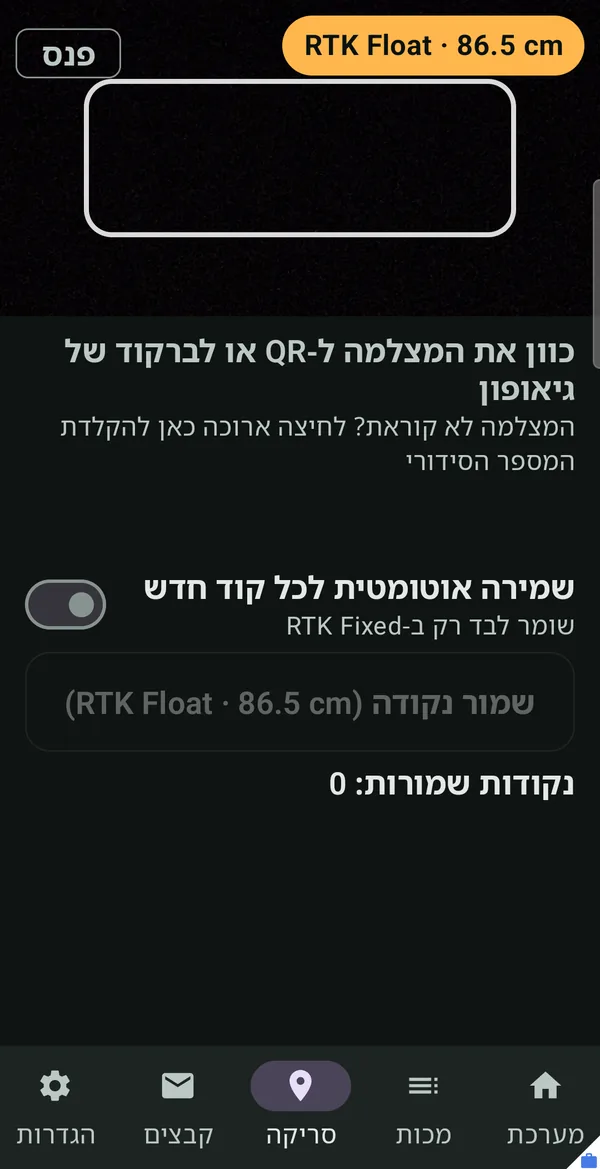 RTK Float · 86.5 cm
פנס
כוון את המצלמה ל-QR או לברקוד של
גיאופון
המצלמה לא קוראת? לחיצה ארוכה כאן להקלדת
המספר הסידורי
שמירה אוטומטית לכל קוד חדש
שומר לבד רק ב-RTK Fixed
שמור נקודה (RTK Float · 86.5 cm)
נקודות שמורות: 0
מערכת
מכות
סריקה
קבצים
הגדרות